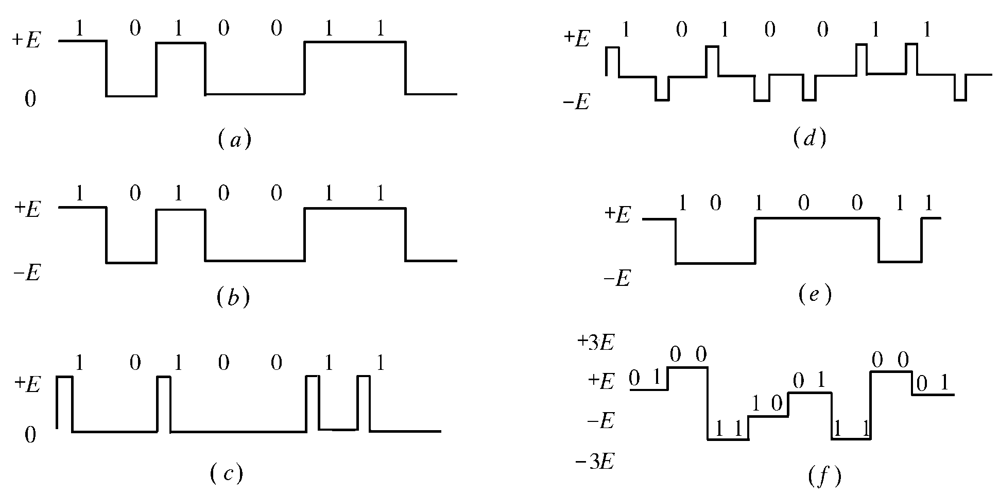 1 0 1 0 0 1 1
+E
0
(a)
1 0 1 0 0 1 1
+E
−E
(b)
1 0 1 0 0 1 1
+E
0
(c)
1 0 1 0 0 1 1
+E
−E
(d)
1 0 1 0 0 1 1
+E
−E
(e)
+3E
0 0 0 0
+E
0 1 0 1 0 1
−E
1 0
1 1 1 1
−3E
(f)